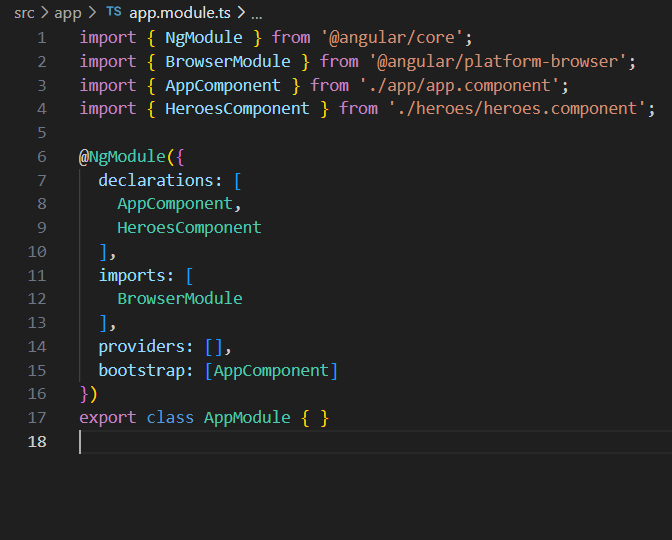 src > app > TS app.module.ts > ...
1 import { NgModule } from '@angular/core';
2 import { BrowserModule } from '@angular/platform-browser';
3 import { AppComponent } from './app/app.component';
4 import { HeroesComponent } from './heroes/heroes.component';
5
6 @NgModule({
7   declarations: [
8     AppComponent,
9     HeroesComponent
10   ],
11   imports: [
12     BrowserModule
13   ],
14   providers: [],
15   bootstrap: [AppComponent]
16 })
17 export class AppModule { }
18